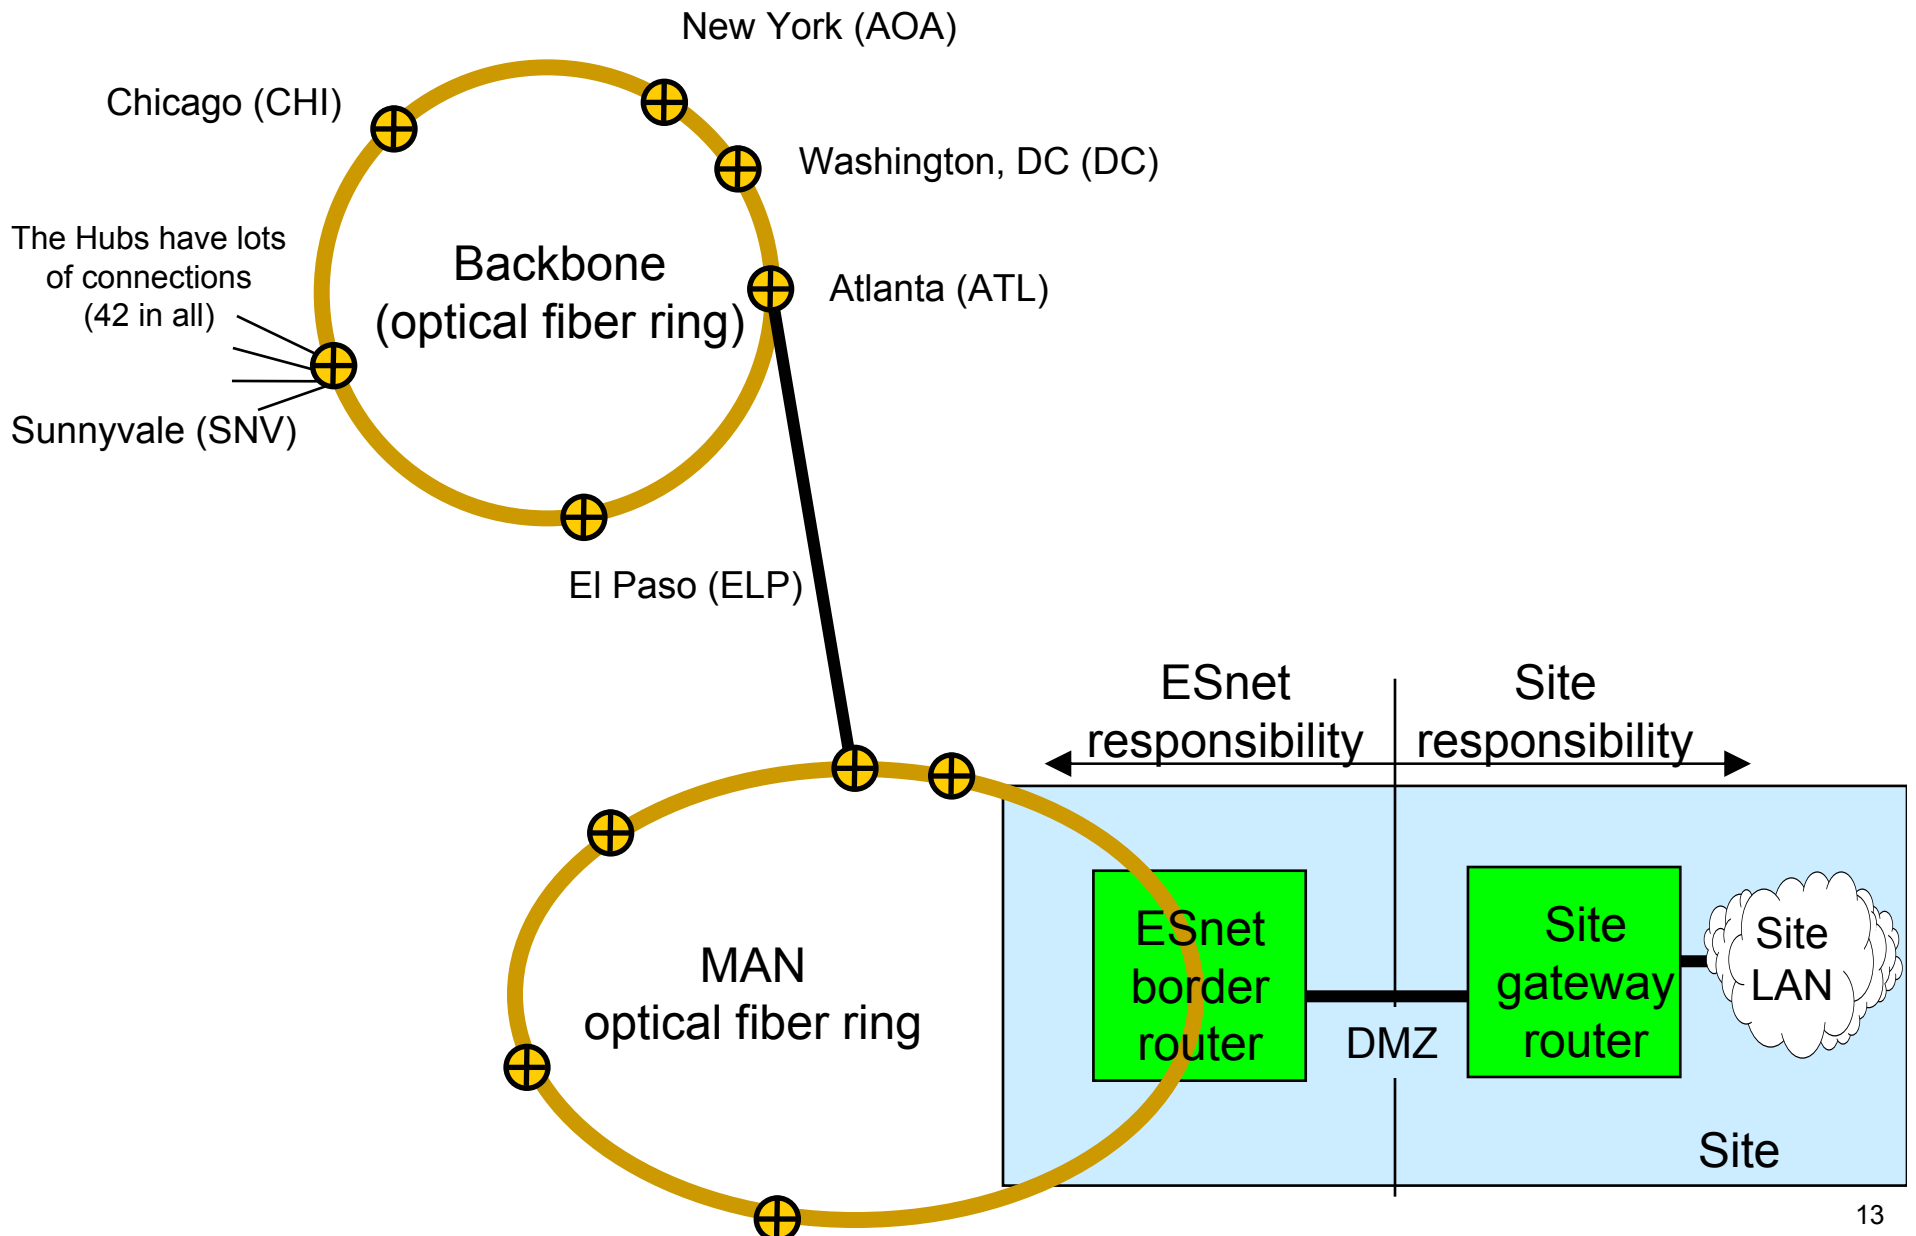 New York (AOA)
Chicago (CHI)
Washington, DC (DC)
The Hubs have lots
of connections
(42 in all)
Backbone
(optical fiber ring)
Atlanta (ATL)
Sunnyvale (SNV)
El Paso (ELP)
ESnet
responsibility
Site
responsibility
MAN
optical fiber ring
ESnet
border
router
DMZ
Site
gateway
router
Site
LAN
Site
13